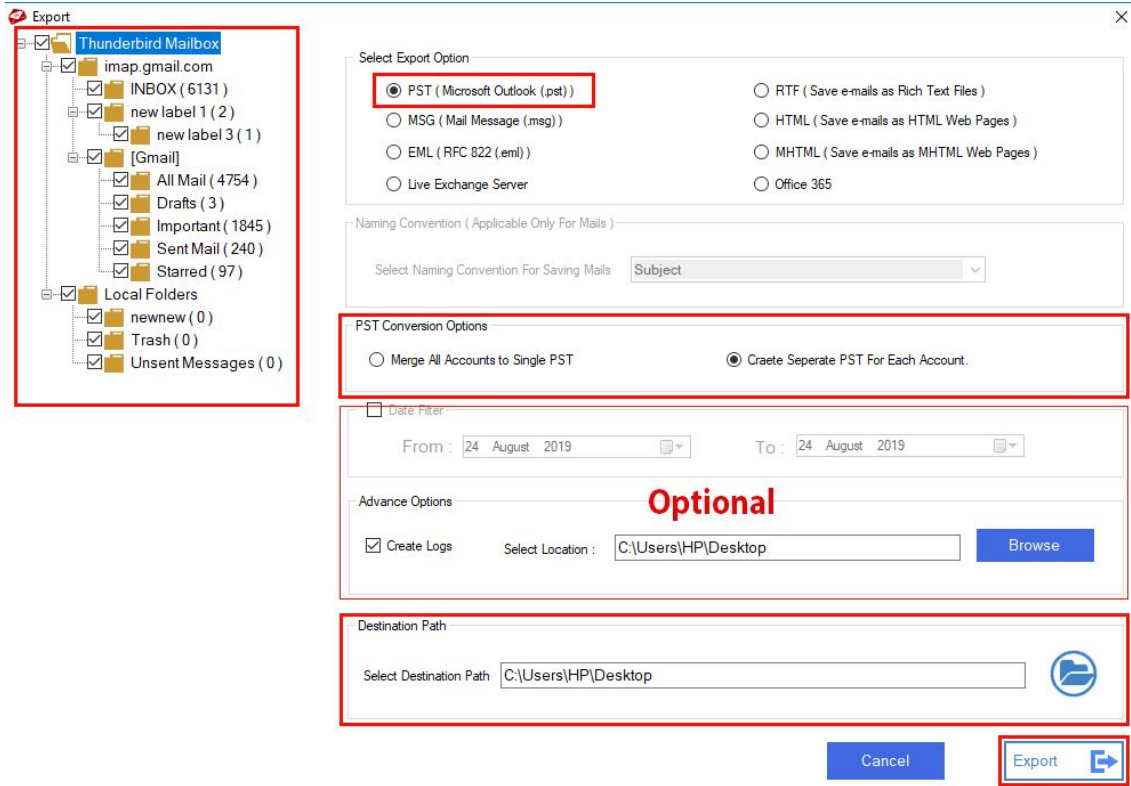 Export
Thunderbird Mailbox
imap.gmail.com
INBOX ( 6131 )
new label 1 ( 2 )
new label 3 ( 1 )
[Gmail]
All Mail ( 4754 )
Drafts ( 3 )
Important ( 1845 )
Sent Mail ( 240 )
Starred ( 97 )
Local Folders
newnew ( 0 )
Trash ( 0 )
Unsent Messages ( 0 )
Select Export Option
PST ( Microsoft Outlook (.pst) )
RTF ( Save e-mails as Rich Text Files )
MSG ( Mail Message (.msg) )
HTML ( Save e-mails as HTML Web Pages )
EML ( RFC 822 (.eml) )
MHTML ( Save e-mails as MHTML Web Pages )
Live Exchange Server
Office 365
Naming Convention ( Applicable Only For Mails )
Select Naming Convention For Saving Mails Subject
PST Conversion Options
Merge All Accounts to Single PST
Craete Seperate PST For Each Account.
Date Filter
From : 24 August 2019 To : 24 August 2019
Optional
Advance Options
Create Logs Select Location : C:\Users\HP\Desktop Browse
Destination Path
Select Destination Path C:\Users\HP\Desktop
Cancel Export